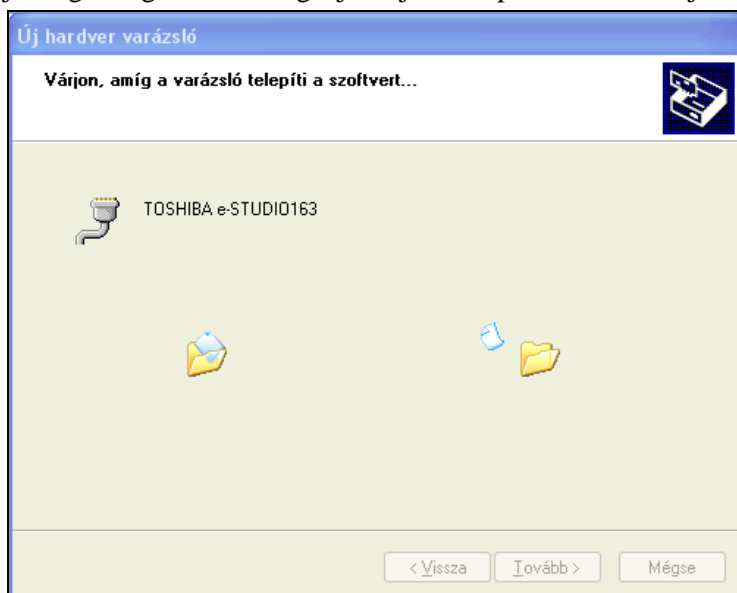 Új hardver varázsló
Várjon, amíg a varázsló telepíti a szoftvert...
TOSHIBA e-STUDIO163
< Vissza Tovább > Mégse